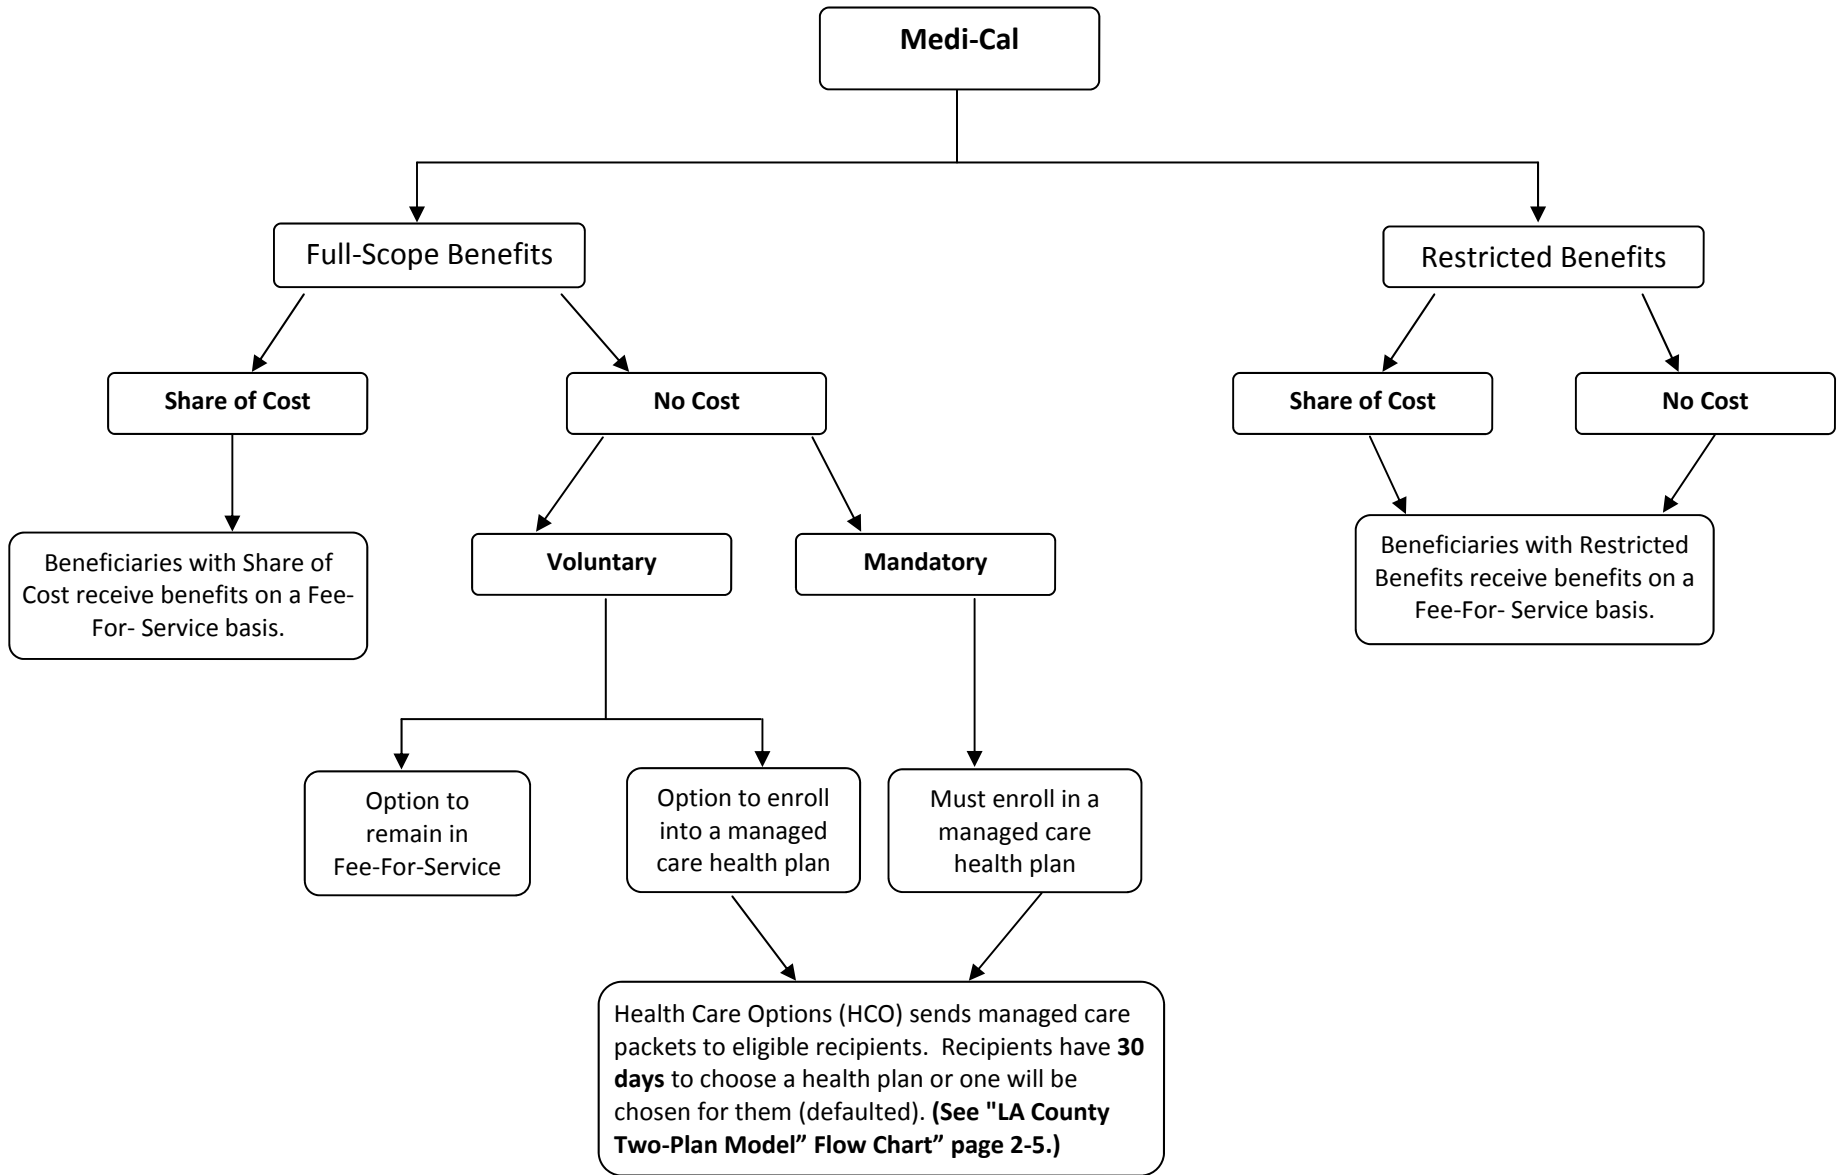 Medi-Cal
Full-Scope Benefits
Restricted Benefits
Share of Cost
No Cost
Share of Cost
No Cost
Beneficiaries with Share of
Cost receive benefits on a Fee-
For- Service basis.
Voluntary
Mandatory
Beneficiaries with Restricted
Benefits receive benefits on a
Fee-For- Service basis.
Option to
remain in
Fee-For-Service
Option to enroll
into a managed
care health plan
Must enroll in a
managed care
health plan
Health Care Options (HCO) sends managed care
packets to eligible recipients.  Recipients have 30
days to choose a health plan or one will be
chosen for them (defaulted). (See "LA County
Two-Plan Model” Flow Chart” page 2-5.)